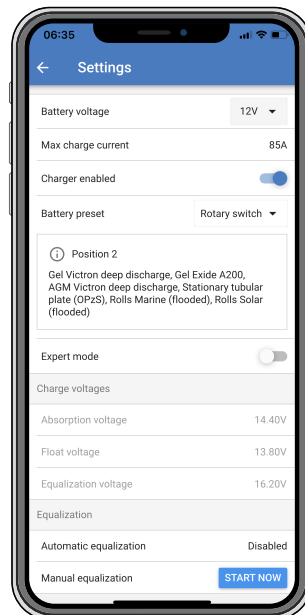 06:35
Settings
Battery voltage 12V
Max charge current 85A
Charger enabled
Battery preset Rotary switch
Position 2
Gel Victron deep discharge, Gel Exide A200,
AGM Victron deep discharge, Stationary tubular
plate (OPzS), Rolls Marine (flooded), Rolls Solar
(flooded)
Expert mode
Charge voltages
Absorption voltage 14.40V
Float voltage 13.80V
Equalization voltage 16.20V
Equalization
Automatic equalization Disabled
Manual equalization START NOW